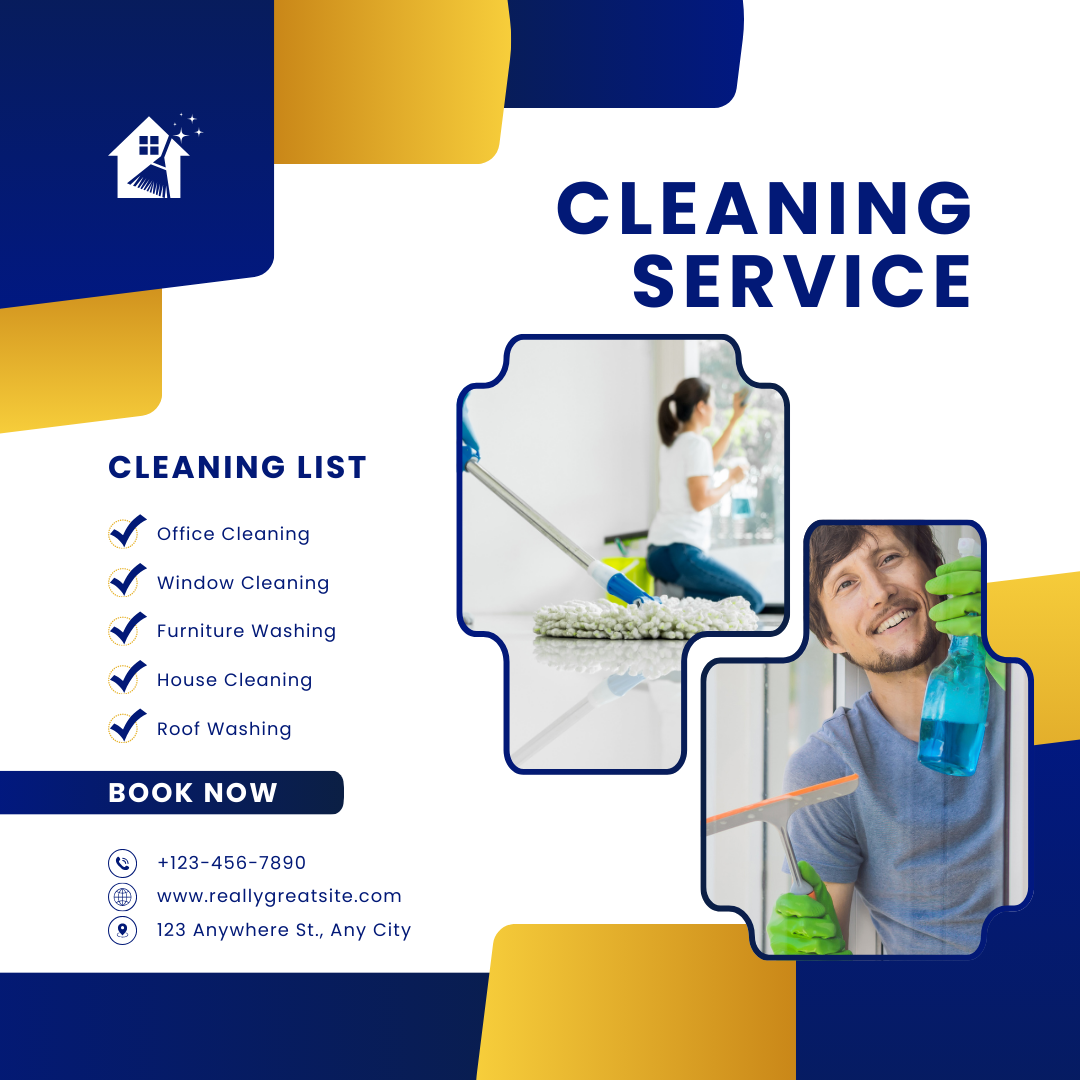 CLEANING
SERVICE
CLEANING LIST
Office Cleaning
Window Cleaning
Furniture Washing
House Cleaning
Roof Washing
BOOK NOW
+123-456-7890
www.reallygreatsite.com
123 Anywhere St., Any City